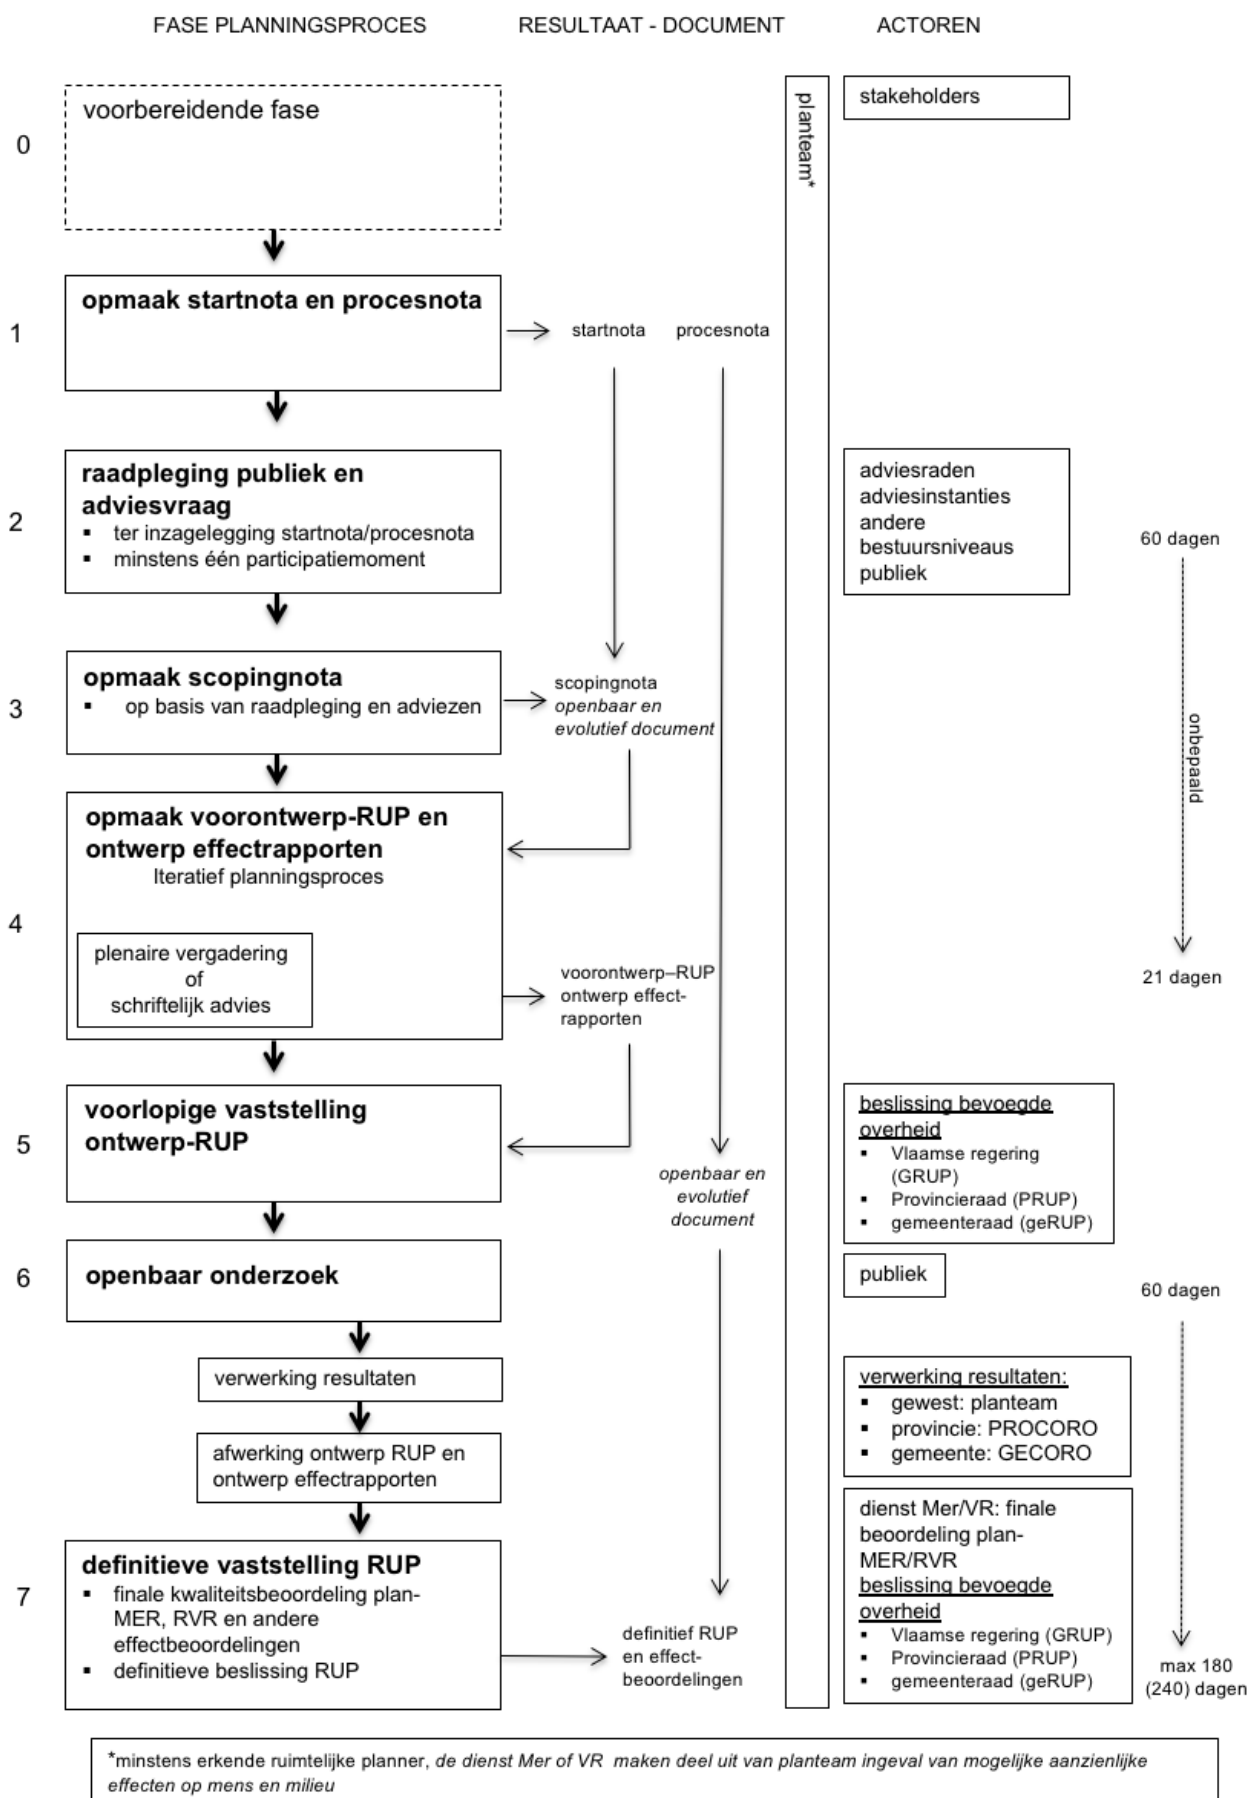 FASE PLANNINGSPROCES
RESULTAAT - DOCUMENT
ACTOREN
0
voorbereidende fase
planteam*
stakeholders
1
opmaak startnota en procesnota
startnota
procesnota
2
raadpleging publiek en
adviesvraag
▪ ter inzagelegging startnota/procesnota
▪ minstens één participatiemoment
adviesraden
adviesinstanties
andere
bestuursniveaus
publiek
60 dagen
onbepaald
21 dagen
3
opmaak scopingnota
▪ op basis van raadpleging en adviezen
scopingnota
openbaar en
evolutief document
4
opmaak voorontwerp-RUP en
ontwerp effectrapporten
Iteratief planningsproces
plenaire vergadering
of
schriftelijk advies
voorontwerp–RUP
ontwerp effect-
rapporten
5
voorlopige vaststelling
ontwerp-RUP
openbaar en
evolutief
document
beslissing bevoegde
overheid
▪ Vlaamse regering
(GRUP)
▪ Provincieraad (PRUP)
▪ gemeenteraad (geRUP)
6
openbaar onderzoek
publiek
60 dagen
verwerking resultaten
verwerking resultaten:
▪ gewest: planteam
▪ provincie: PROCORO
▪ gemeente: GECORO
afwerking ontwerp RUP en
ontwerp effectrapporten
7
definitieve vaststelling RUP
▪ finale kwaliteitsbeoordeling plan-
MER, RVR en andere
effectbeoordelingen
▪ definitieve beslissing RUP
definitief RUP
en effect-
beoordelingen
dienst Mer/VR: finale
beoordeling plan-
MER/RVR
beslissing bevoegde
overheid
▪ Vlaamse regering (GRUP)
▪ Provincieraad (PRUP)
▪ gemeenteraad (geRUP)
max 180
(240) dagen
*minstens erkende ruimtelijke planner, de dienst Mer of VR maken deel uit van planteam ingeval van mogelijke aanzienlijke
effecten op mens en milieu